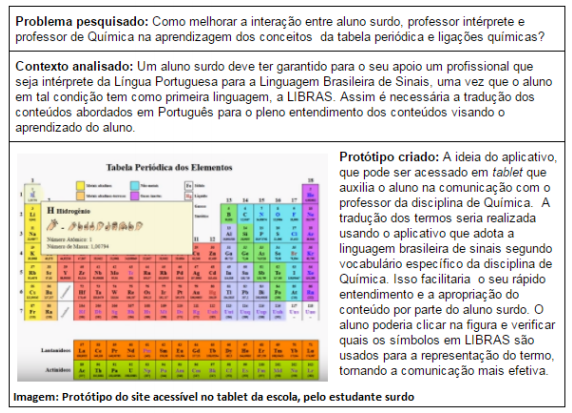 Problema pesquisado: Como melhorar a interação entre aluno surdo, professor intérprete e
professor de Química na aprendizagem dos conceitos da tabela periódica e ligações químicas?
Contexto analisado: Um aluno surdo deve ter garantido para o seu apoio um profissional que
seja intérprete da Língua Portuguesa para a Linguagem Brasileira de Sinais, uma vez que o aluno
em tal condição tem como primeira linguagem, a LIBRAS. Assim é necessária a tradução dos
conteúdos abordados em Português para o pleno entendimento dos conteúdos visando o
aprendizado do aluno.
Tabela Periódica dos Elementos
H Hidrogênio
Número Atómico: 1
Número de Massa: 1,00794
Lantanídeos
Actinídeos
Protótipo criado: A ideia do aplicativo,
que pode ser acessado em tablet que
auxilia o aluno na comunicação com o
professor da disciplina de Química. A
tradução dos termos seria realizada
usando o aplicativo que adota a
linguagem brasileira de sinais segundo
vocabulário específico da disciplina de
Química. Isso facilitaria o seu rápido
entendimento e a apropriação do
conteúdo por parte do aluno surdo. O
aluno poderia clicar na figura e verificar
quais os símbolos em LIBRAS são
usados para a representação do termo,
tornando a comunicação mais efetiva.
Imagem: Protótipo do site acessível no tablet da escola, pelo estudante surdo